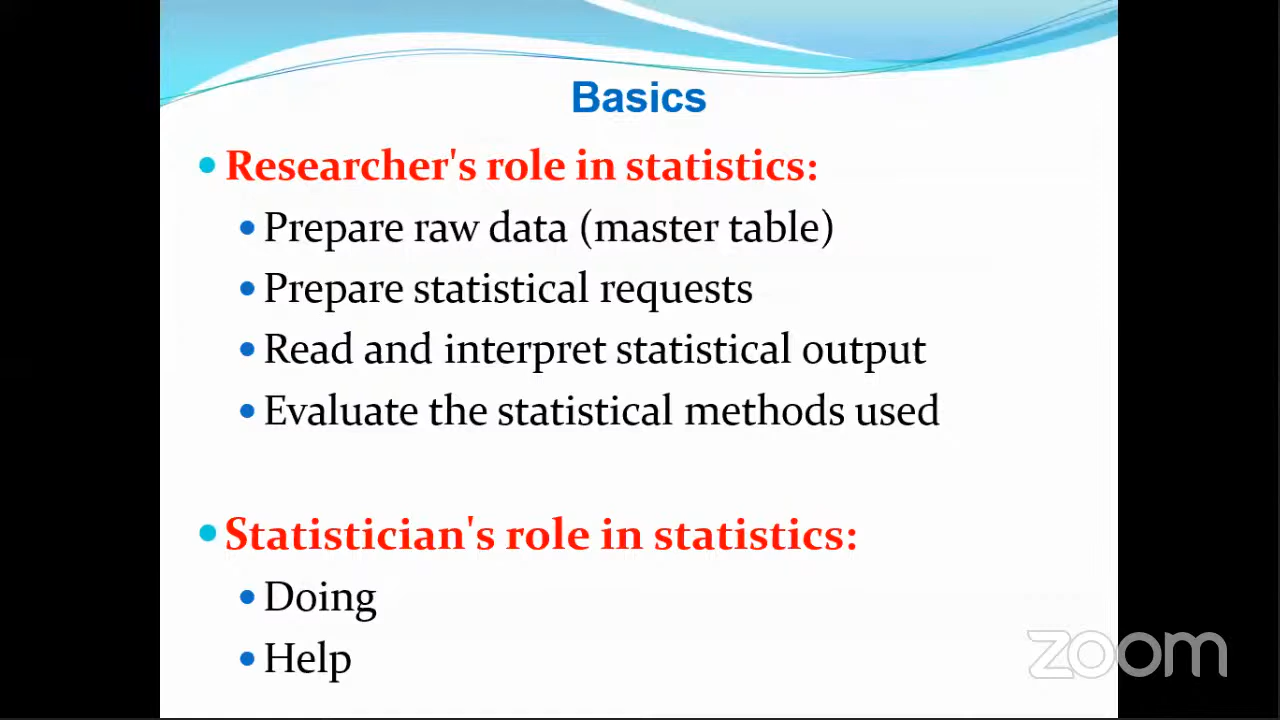 Basics
Researcher's role in statistics:
Prepare raw data (master table)
Prepare statistical requests
Read and interpret statistical output
Evaluate the statistical methods used
Statistician's role in statistics:
Doing
Help
zoom